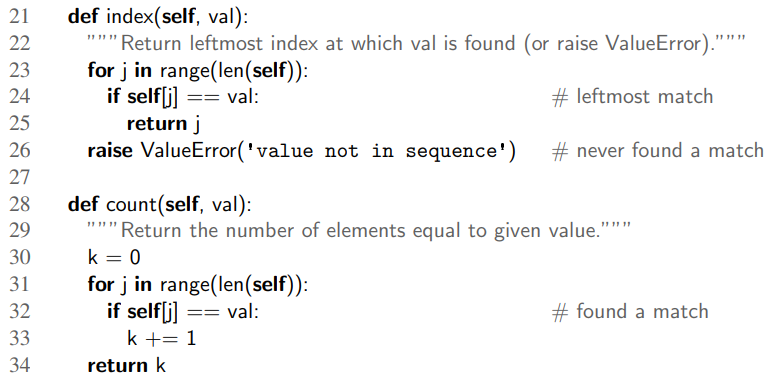 21 def index(self, val):
22 """Return leftmost index at which val is found (or raise ValueError)."""
23 for j in range(len(self)):
24 if self[j] == val: # leftmost match
25 return j
26 raise ValueError('value not in sequence') # never found a match
27
28 def count(self, val):
29 """Return the number of elements equal to given value."""
30 k = 0
31 for j in range(len(self)):
32 if self[j] == val: # found a match
33 k += 1
34 return k